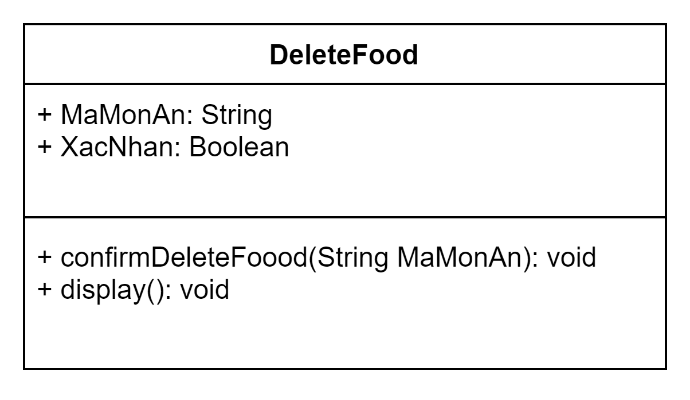 DeleteFood
+ MaMonAn: String
+ XacNhan: Boolean
+ confirmDeleteFoood(String MaMonAn): void
+ display(): void